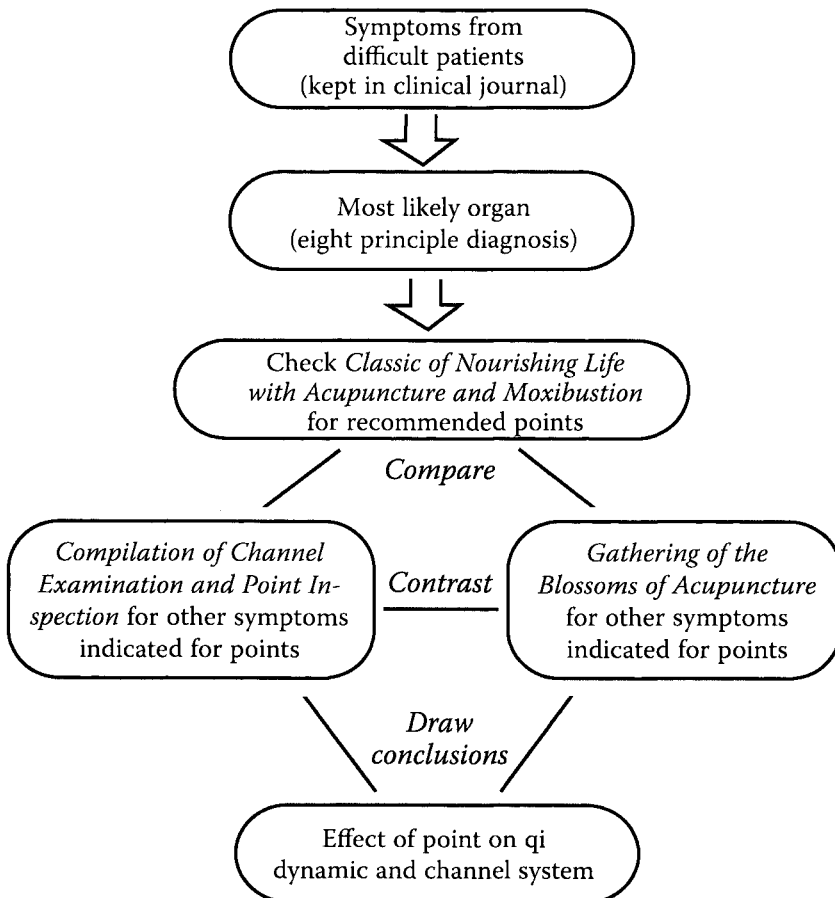 Symptoms from
difficult patients
(kept in clinical journal)
Most likely organ
(eight principle diagnosis)
Check Classic of Nourishing Life
with Acupuncture and Moxibustion
for recommended points
Compare
Compilation of Channel
Examination and Point In-
spection for other symptoms
indicated for points
Contrast
Gathering of the
Blossoms of Acupuncture
for other symptoms
indicated for points
Draw
conclusions
Effect of point on qi
dynamic and channel system